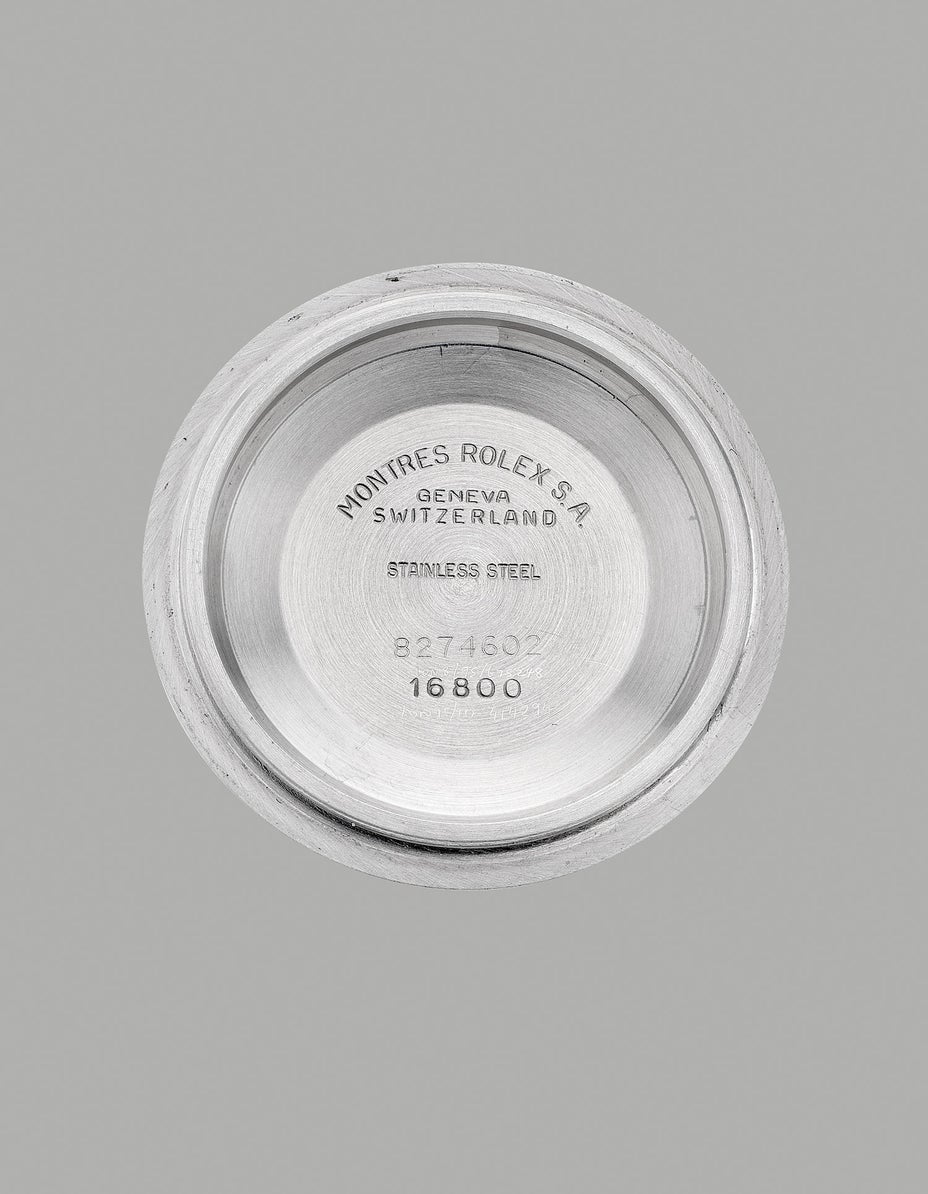 MONTRES ROLEX S.A.
GENEVA
SWITZERLAND
STAINLESS STEEL
8274602
16800